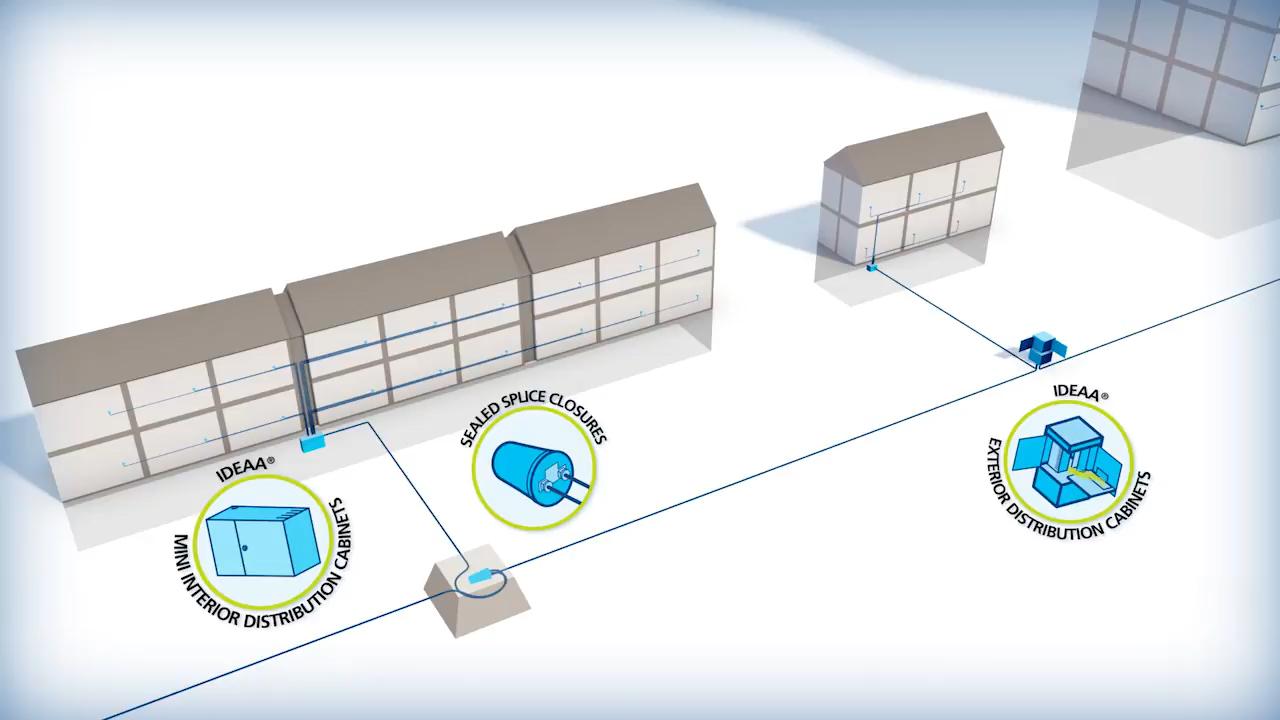 SEALED SPLICE CLOSURES
IDEAA®
MINI INTERIOR DISTRIBUTION CABINETS
IDEAA®
EXTERIOR DISTRIBUTION CABINETS